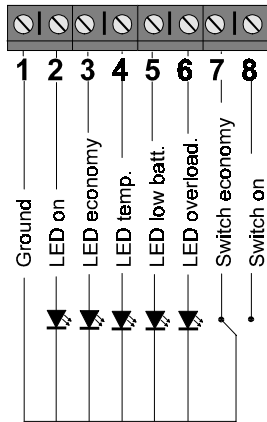 1 2 3 4 5 6 7 8
Ground
LED on
LED economy
LED temp.
LED low batt.
LED overload.
Switch economy
Switch on